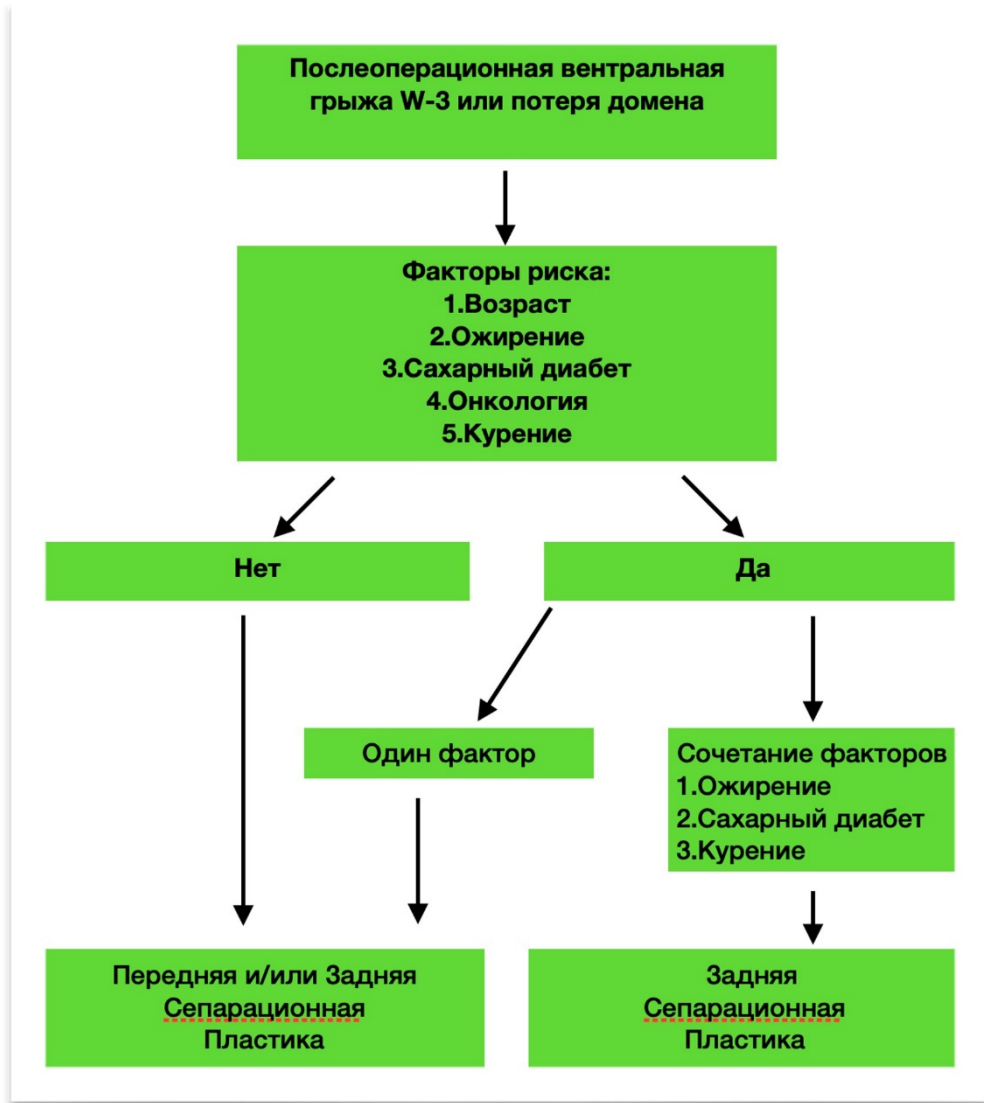 Послеоперационная вентральная
грыжа W-3 или потеря домена
Факторы риска:
1.Возраст
2.Ожирение
3.Сахарный диабет
4.Онкология
5.Курение
Нет
Да
Один фактор
Сочетание факторов
1.Ожирение
2.Сахарный диабет
3.Курение
Передняя и/или Задняя
Сепарационная
Пластика
Задняя
Сепарационная
Пластика